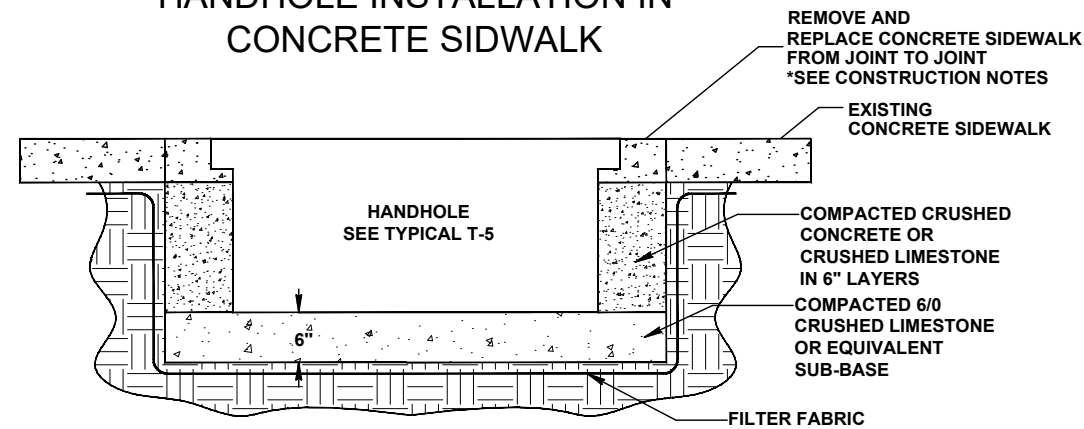 HANDHOLE INSTALLATION IN
CONCRETE SIDWALK
REMOVE AND
REPLACE CONCRETE SIDEWALK
FROM JOINT TO JOINT
*SEE CONSTRUCTION NOTES
EXISTING
CONCRETE SIDEWALK
HANDHOLE
SEE TYPICAL T-5
COMPACTED CRUSHED
CONCRETE OR
CRUSHED LIMESTONE
IN 6" LAYERS
COMPACTED 6/0
CRUSHED LIMESTONE
OR EQUIVALENT
SUB-BASE
6"
FILTER FABRIC